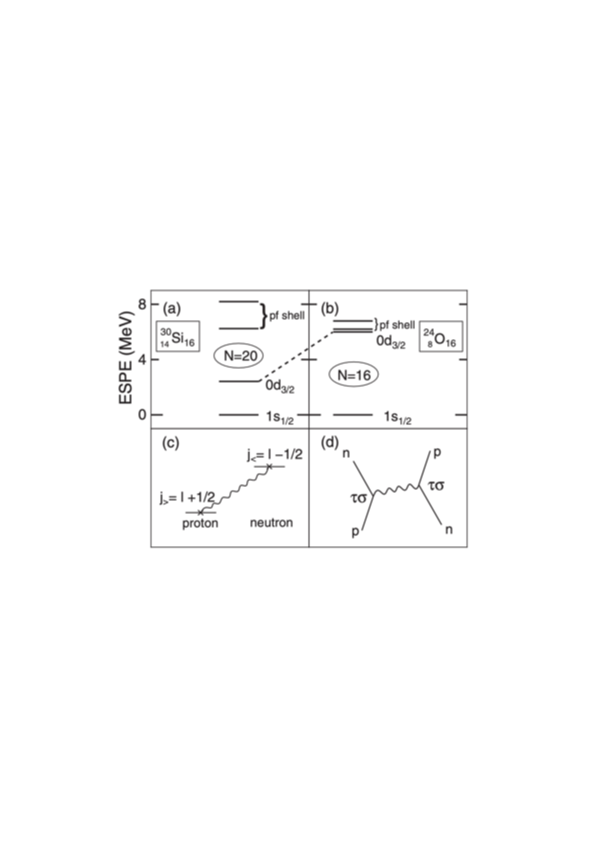 ESPE (MeV)
8
4
0
(a)
30
14 Si 16
pf shell
N=20
0d3/2
1s1/2
(b)
pf shell
0d3/2
24
8 O 16
N=16
1s1/2
(c)
j< = l −1/2
j> = l +1/2
proton
neutron
(d)
n
p
τσ
τσ
p
n